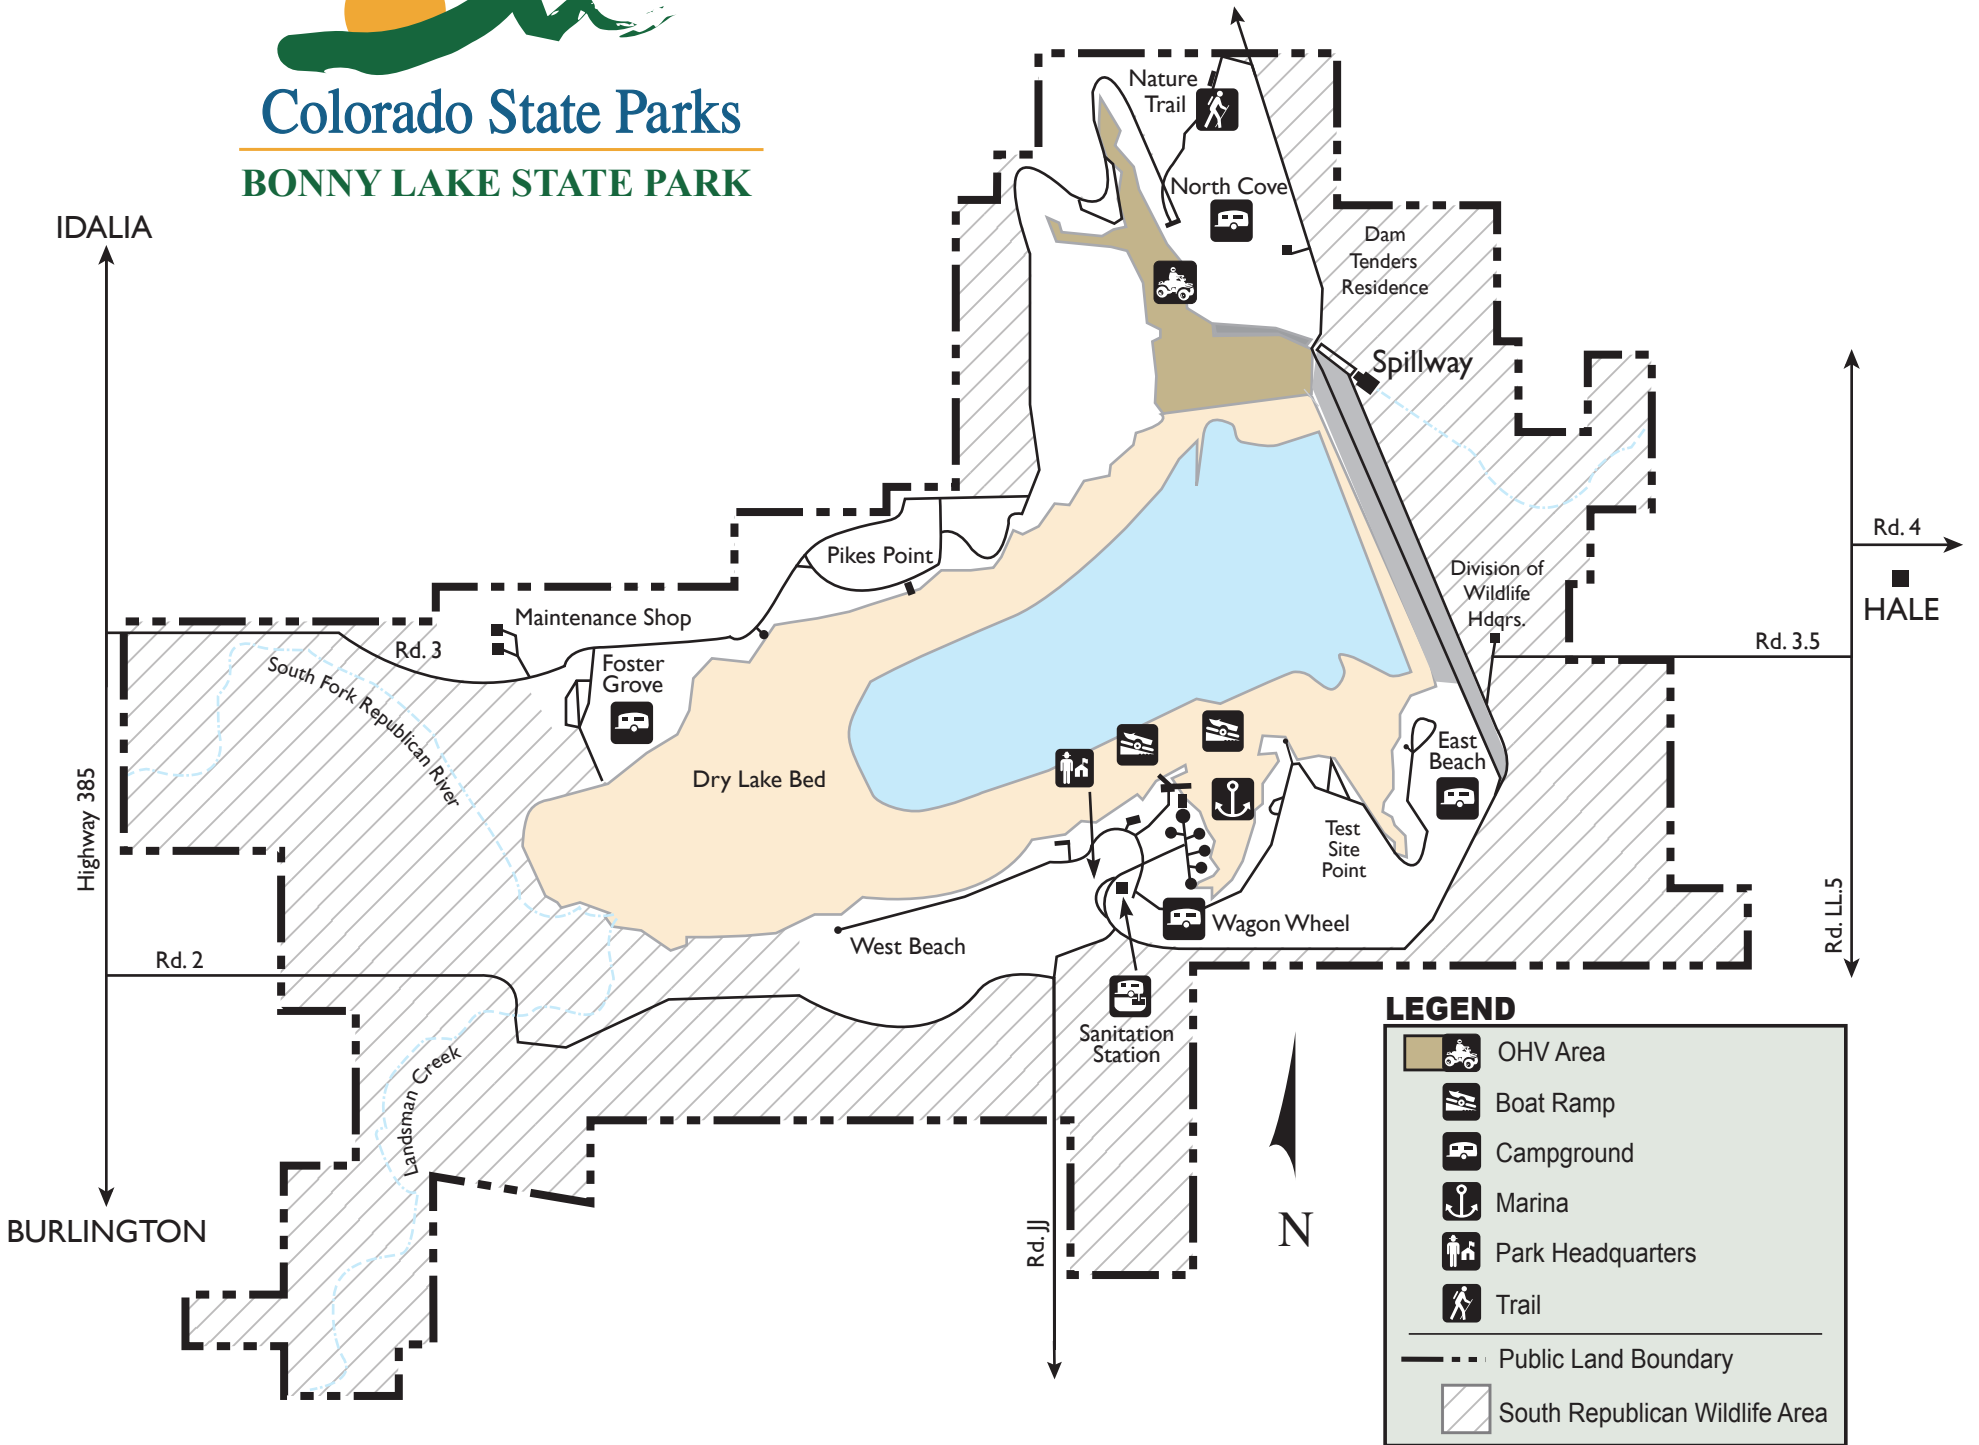 Colorado State Parks
BONNY LAKE STATE PARK
IDALIA
Nature
Trail
North Cove
Dam
Tenders
Residence
Spillway
Rd. 4
HALE
Pikes Point
Division of
Wildlife
Hdqrs.
Rd. 3.5
Maintenance Shop
Rd. 3
Foster
Grove
South Fork Republican River
Highway 385
Dry Lake Bed
East
Beach
Test
Site
Point
Wagon Wheel
West Beach
Rd. LL.5
Rd. 2
Sanitation
Station
Landsman Creek
BURLINGTON
Rd. JJ
N
LEGEND
OHV Area
Boat Ramp
Campground
Marina
Park Headquarters
Trail
Public Land Boundary
South Republican Wildlife Area